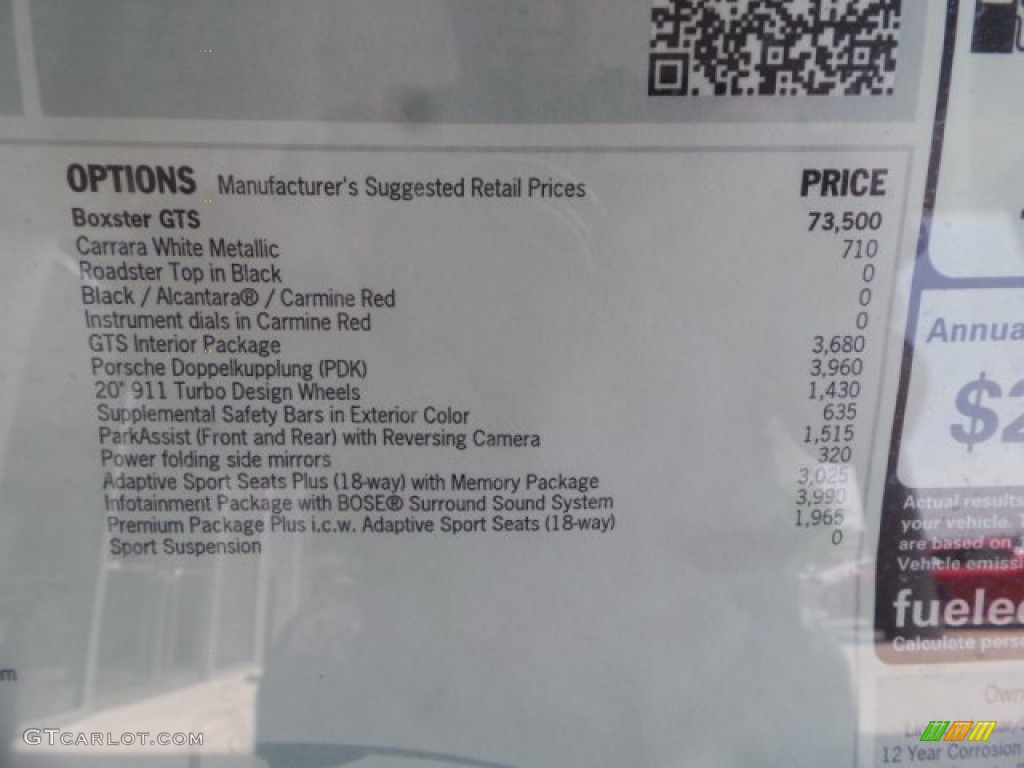 OPTIONS Manufacturer's Suggested Retail Prices PRICE
Boxster GTS 73,500
Carrara White Metallic 710
Roadster Top in Black 0
Black / Alcantara® / Carmine Red 0
Instrument dials in Carmine Red 0
GTS Interior Package 3,680
Porsche Doppelkupplung (PDK) 3,960
20" 911 Turbo Design Wheels 1,430
Supplemental Safety Bars in Exterior Color 635
ParkAssist (Front and Rear) with Reversing Camera 1,515
Power folding side mirrors 320
Adaptive Sport Seats Plus (18-way) with Memory Package 3,025
Infotainment Package with BOSE® Surround Sound System 3,990
Premium Package Plus i.c.w. Adaptive Sport Seats (18-way) 1,965
Sport Suspension 0
Annua
$2
Actual results
your vehicle.
are based on
Vehicle emissi
fuelec
Calculate pers
Own
12 Year Corrosion
m
GTcarlot.com